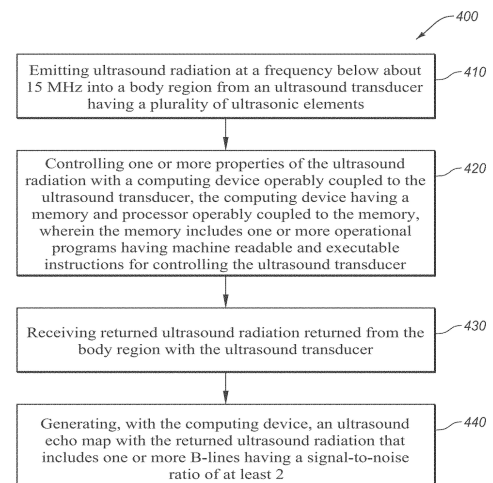 400
Emitting ultrasound radiation at a frequency below about
15 MHz into a body region from an ultrasound transducer
having a plurality of ultrasonic elements
410
Controlling one or more properties of the ultrasound
radiation with a computing device operably coupled to the
ultrasound transducer, the computing device having a
memory and processor operably coupled to the memory,
wherein the memory includes one or more operational
programs having machine readable and executable
instructions for controlling the ultrasound transducer
420
Receiving returned ultrasound radiation returned from the
body region with the ultrasound transducer
430
Generating, with the computing device, an ultrasound
echo map with the returned ultrasound radiation that
includes one or more B-lines having a signal-to-noise
ratio of at least 2
440